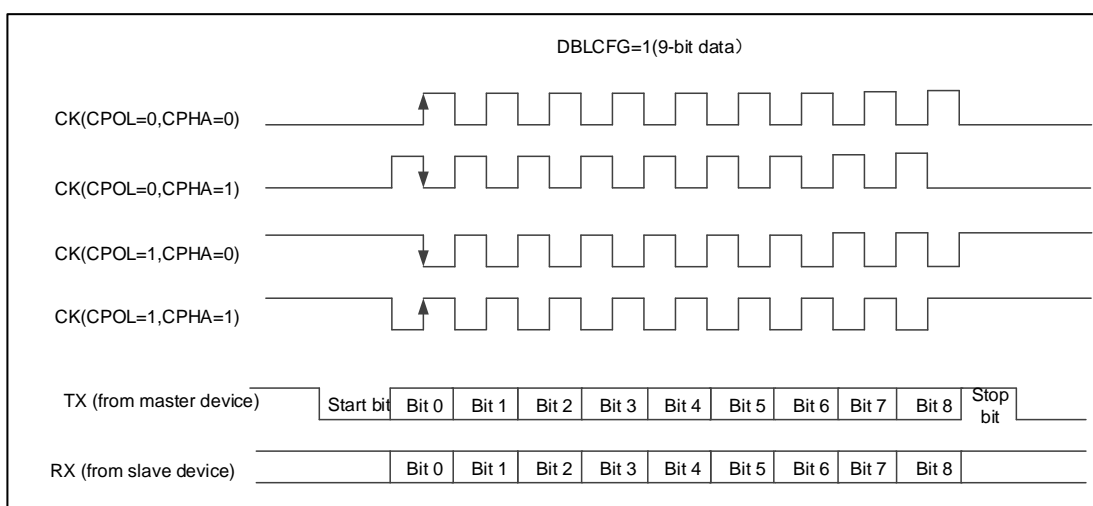 DBLCFG=1(9-bit data）
CK(CPOL=0,CPHA=0)
CK(CPOL=0,CPHA=1)
CK(CPOL=1,CPHA=0)
CK(CPOL=1,CPHA=1)
TX (from master device) Start bit Bit 0 Bit 1 Bit 2 Bit 3 Bit 4 Bit 5 Bit 6 Bit 7 Bit 8 Stop bit
RX (from slave device) Bit 0 Bit 1 Bit 2 Bit 3 Bit 4 Bit 5 Bit 6 Bit 7 Bit 8